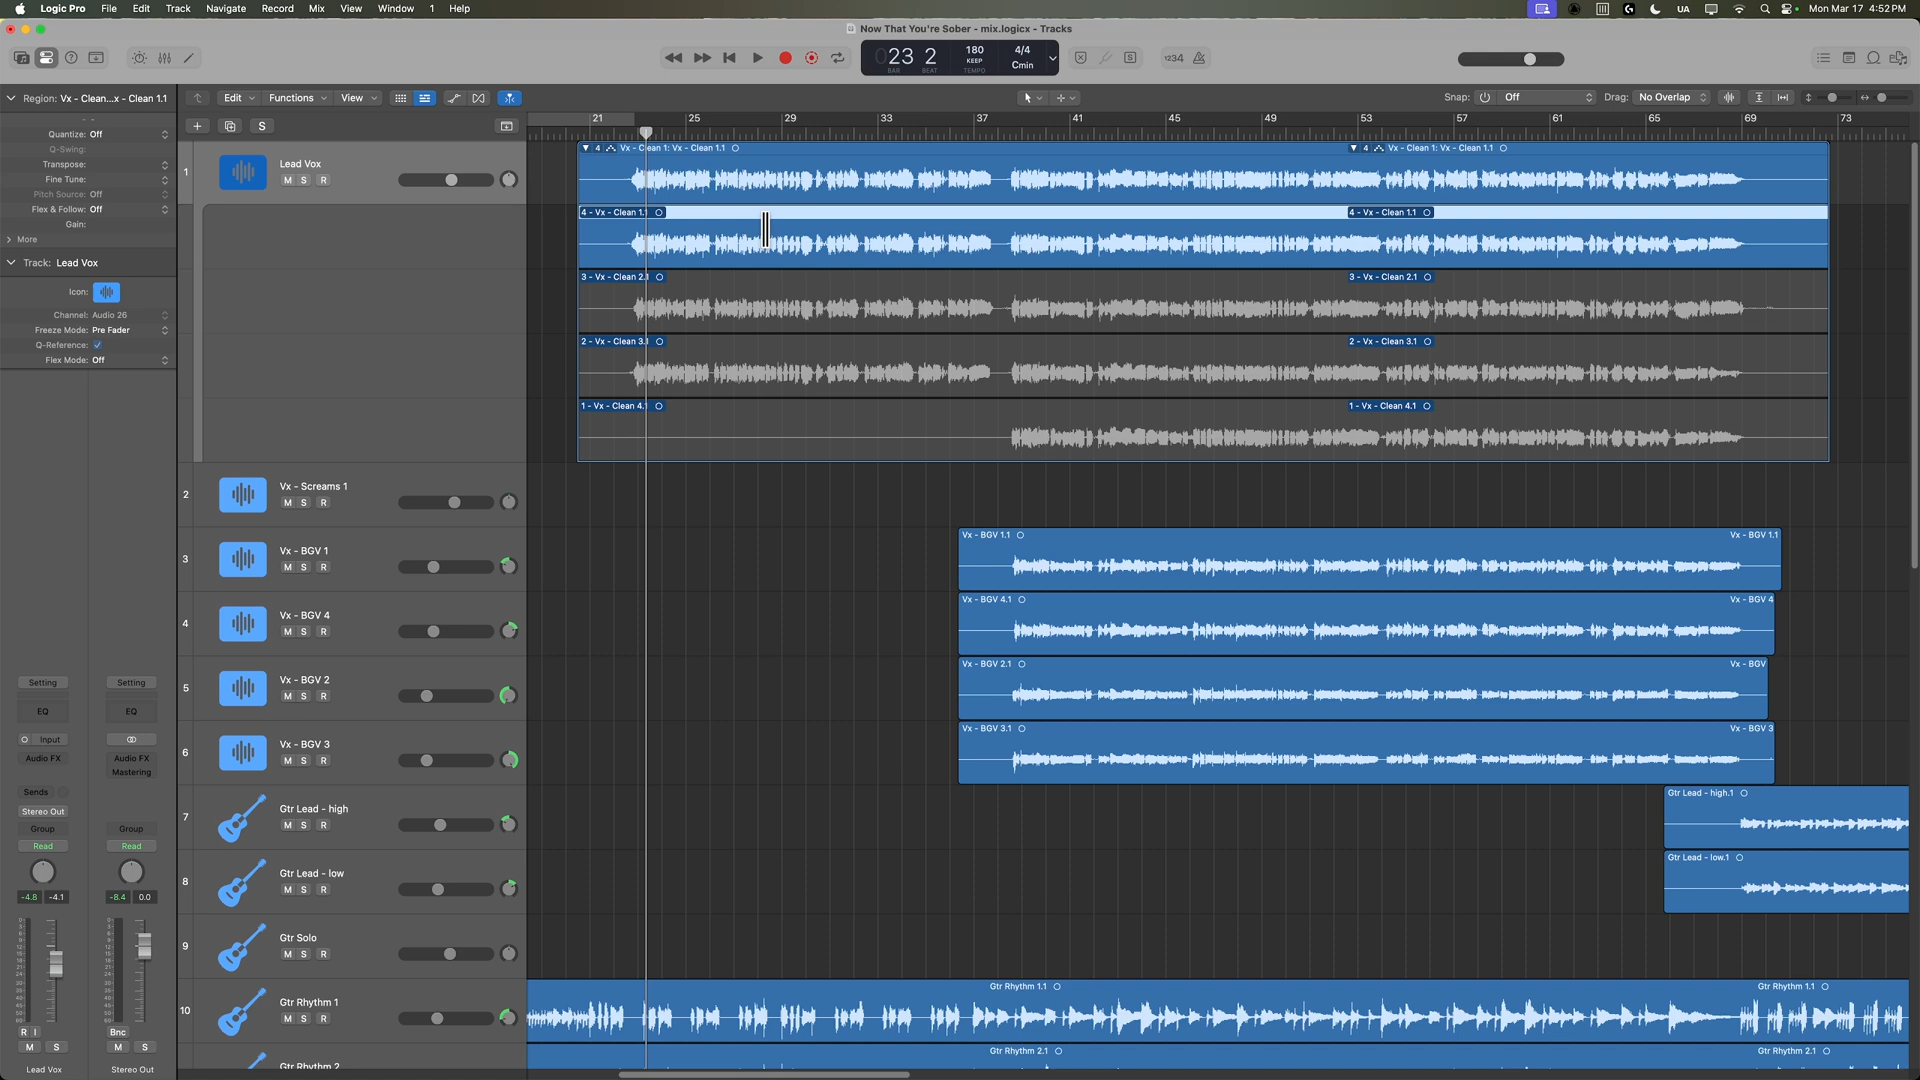 Logic Pro File Edit Track Navigate Record Mix View Window 1 Help
UA Mon Mar 17 4:52 PM
Now That You're Sober - mix.logicx - Tracks
023 2 180 4/4
KEEP Cmin
BAR BEAT TEMPO
1234
Region: Vx - Clean...x - Clean 1.1
Edit Functions View
Snap: Off Drag: No Overlap
S
21 25 29 33 37 41 45 49 53 57 61 65 69 73
Quantize: Off
Q-Swing:
Transpose:
Fine Tune:
Pitch Source: Off
Flex & Follow: Off
Gain:
More
Track: Lead Vox
Icon:
Channel: Audio 26
Freeze Mode: Pre Fader
Q-Reference:
Flex Mode: Off
Setting Setting
EQ EQ
Input
Audio FX Audio FX
Mastering
Sends
Stereo Out
Group Group
Read Read
-4.8 -4.1 -8.4 0.0
R I Bnc
M S M S
Lead Vox Stereo Out
1 Lead Vox
M S R
4 Vx - Clean 1: Vx - Clean 1.1 4 Vx - Clean 1: Vx - Clean 1.1
4 - Vx - Clean 1.1 4 - Vx - Clean 1.1
3 - Vx - Clean 2.1 3 - Vx - Clean 2.1
2 - Vx - Clean 3.1 2 - Vx - Clean 3.1
1 - Vx - Clean 4.1 1 - Vx - Clean 4.1
2 Vx - Screams 1
M S R
3 Vx - BGV 1
M S R
Vx - BGV 1.1 Vx - BGV 1.1
4 Vx - BGV 4
M S R
Vx - BGV 4.1 Vx - BGV 4
5 Vx - BGV 2
M S R
Vx - BGV 2.1 Vx - BGV
6 Vx - BGV 3
M S R
Vx - BGV 3.1 Vx - BGV 3
7 Gtr Lead - high
M S R
Gtr Lead - high.1
8 Gtr Lead - low
M S R
Gtr Lead - low.1
9 Gtr Solo
M S R
10 Gtr Rhythm 1
M S R
Gtr Rhythm 1.1 Gtr Rhythm 1.1
Gtr Rhythm 2
Gtr Rhythm 2.1 Gtr Rhythm 2.1